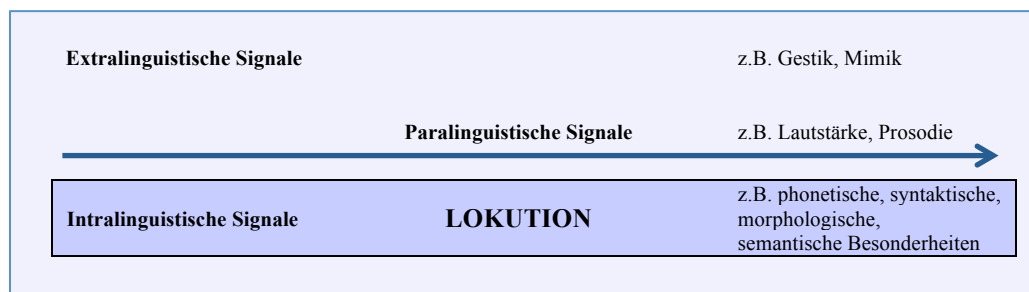 Extralinguistische Signale z.B. Gestik, Mimik
Paralinguistische Signale z.B. Lautstärke, Prosodie
Intralinguistische Signale LOKUTION z.B. phonetische, syntaktische,
morphologische,
semantische Besonderheiten